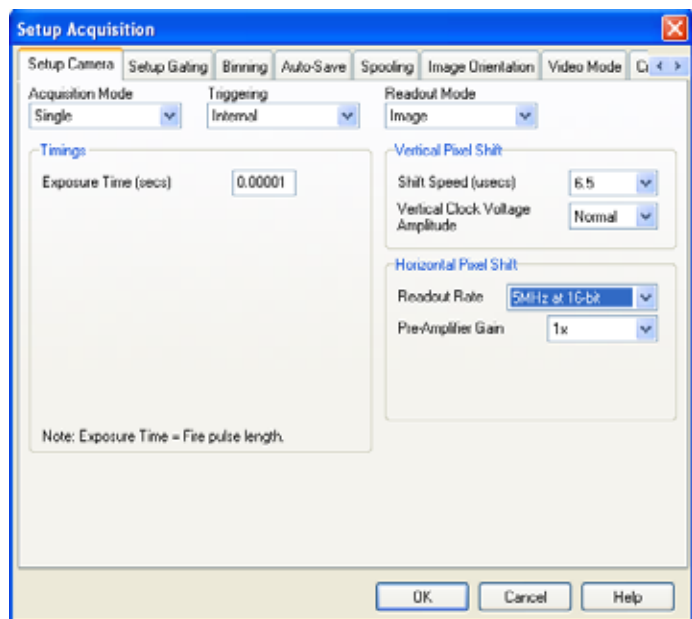 Setup Acquisition
Setup Camera Setup Gating Binning Auto-Save Spooling Image Orientation Video Mode
Acquisition Mode Triggering Readout Mode
Single Internal Image
Timings
Exposure Time (secs) 0.00001
Note: Exposure Time = Fire pulse length.
Vertical Pixel Shift
Shift Speed (usecs) 6.5
Vertical Clock Voltage
Amplitude
Normal
Horizontal Pixel Shift
Readout Rate 5MHz at 16-bit
Pre-Amplifier Gain 1x
OK Cancel Help